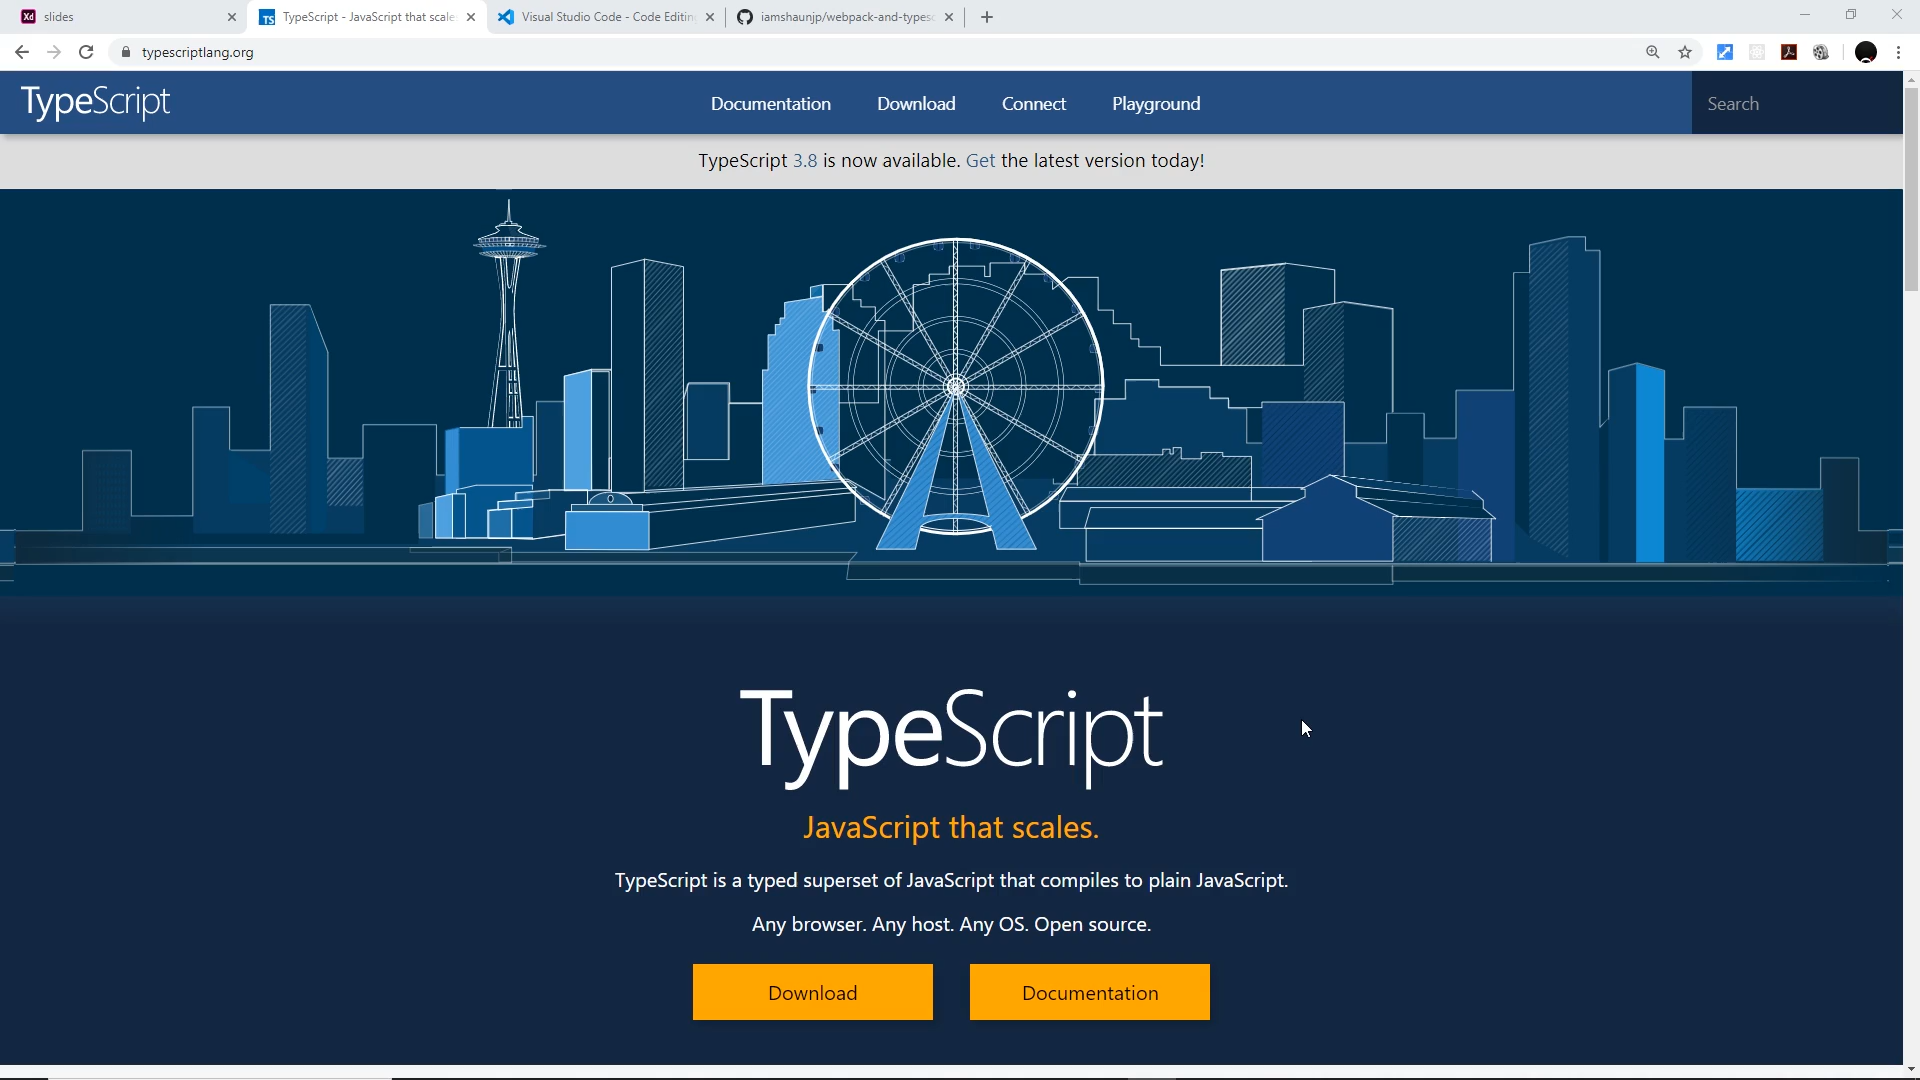 slides
TypeScript - JavaScript that scale
Visual Studio Code - Code Editin
iamshaunjp/webpack-and-typesc
typescriptlang.org
TypeScript
Documentation
Download
Connect
Playground
Search
TypeScript 3.8 is now available. Get the latest version today!
TypeScript
JavaScript that scales.
TypeScript is a typed superset of JavaScript that compiles to plain JavaScript.
Any browser. Any host. Any OS. Open source.
Download
Documentation